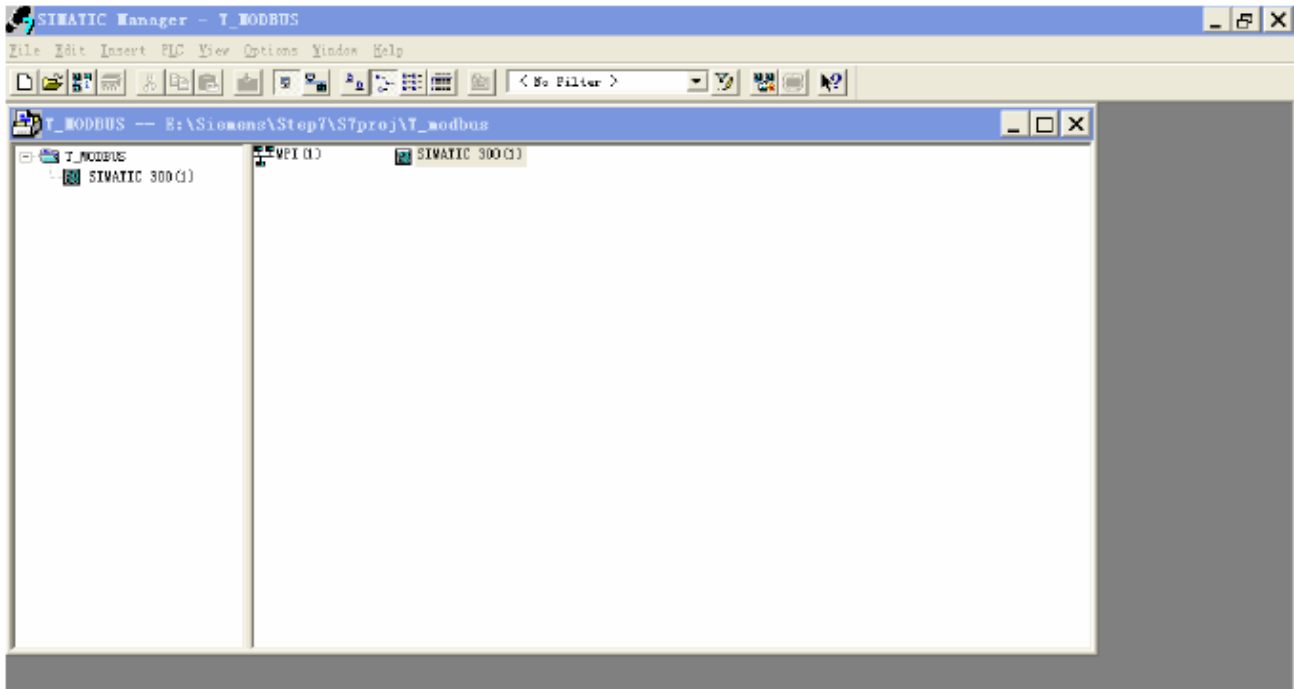 SIMATIC Manager - T_MODBUS
File Edit Insert PLC View Options Window Help
< No Filter >
T_MODBUS -- E:\Siemens\Step7\S7proj\T_modbus
T_MODBUS
SIMATIC 300(1)
MPI(1) SIMATIC 300(1)